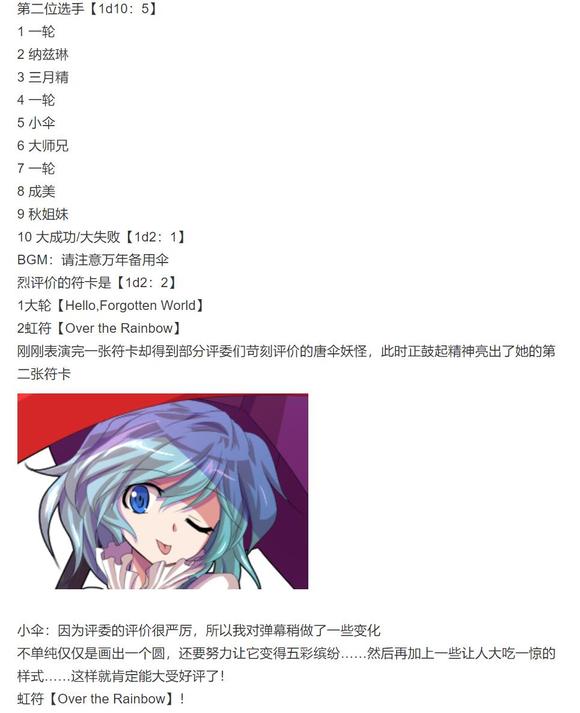 第二位选手【1d10：5】
1 一轮
2 纳兹琳
3 三月精
4 一轮
5 小伞
6 大师兄
7 一轮
8 成美
9 秋姐妹
10 大成功/大失败【1d2：1】
BGM：请注意万年备用伞
烈评价的符卡是【1d2：2】
1大轮【Hello,Forgotten World】
2虹符【Over the Rainbow】
刚刚表演完一张符卡却得到部分评委们苛刻评价的唐伞妖怪，此时正鼓起精神亮出了她的第
二张符卡
小伞：因为评委的评价很严厉，所以我对弹幕稍做了一些变化
不单纯仅仅是画出一个圆，还要努力让它变得五彩缤纷……然后再加上一些让人大吃一惊的
样式……这样就肯定能大受好评了！
虹符【Over the Rainbow】！